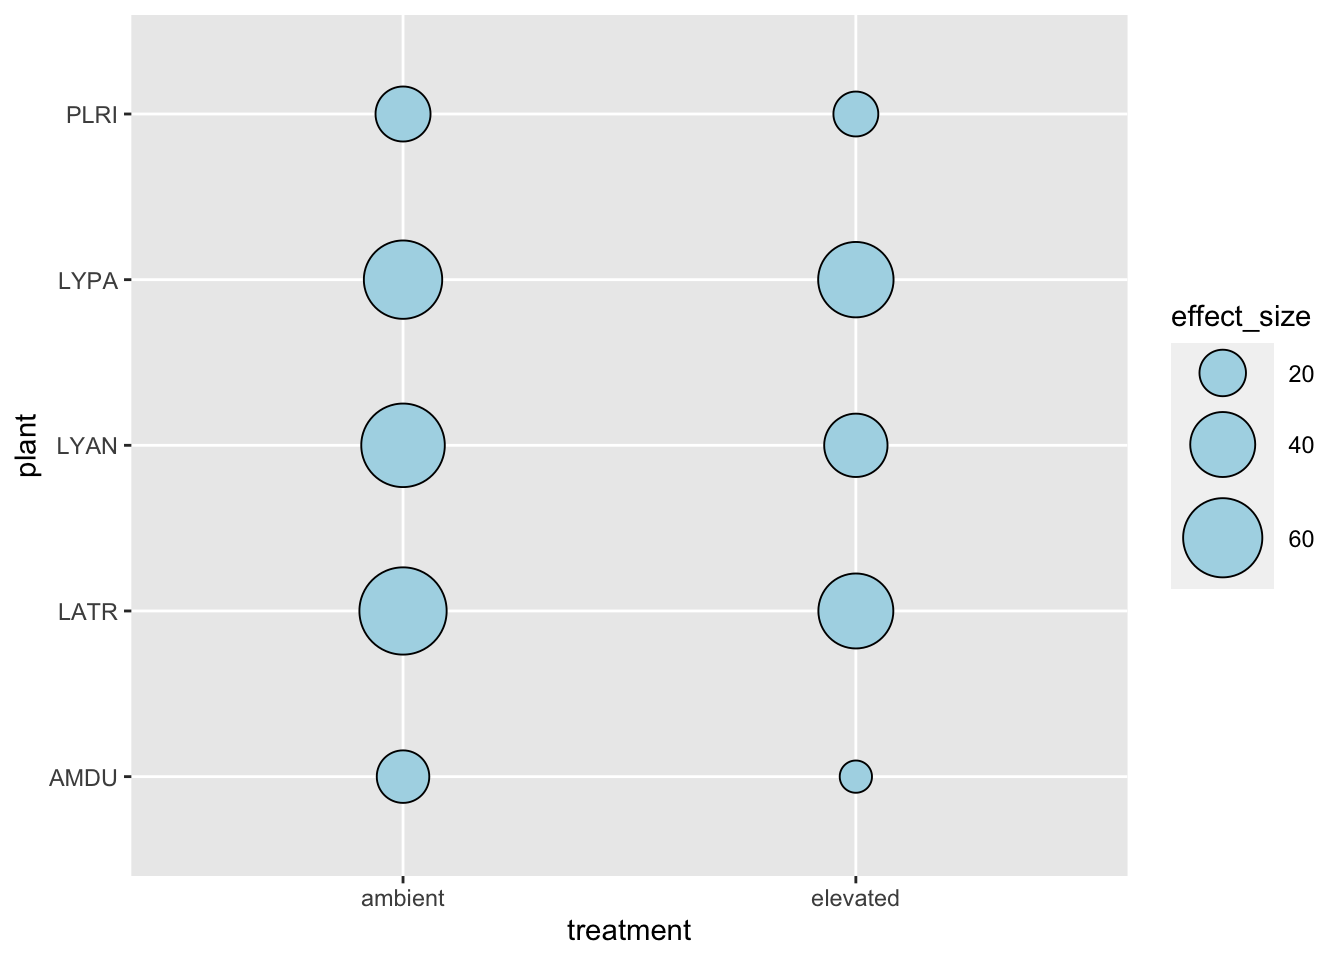 plant
PLRI
LYPA
LYAN
LATR
AMDU
ambient elevated
treatment
effect_size
20
40
60